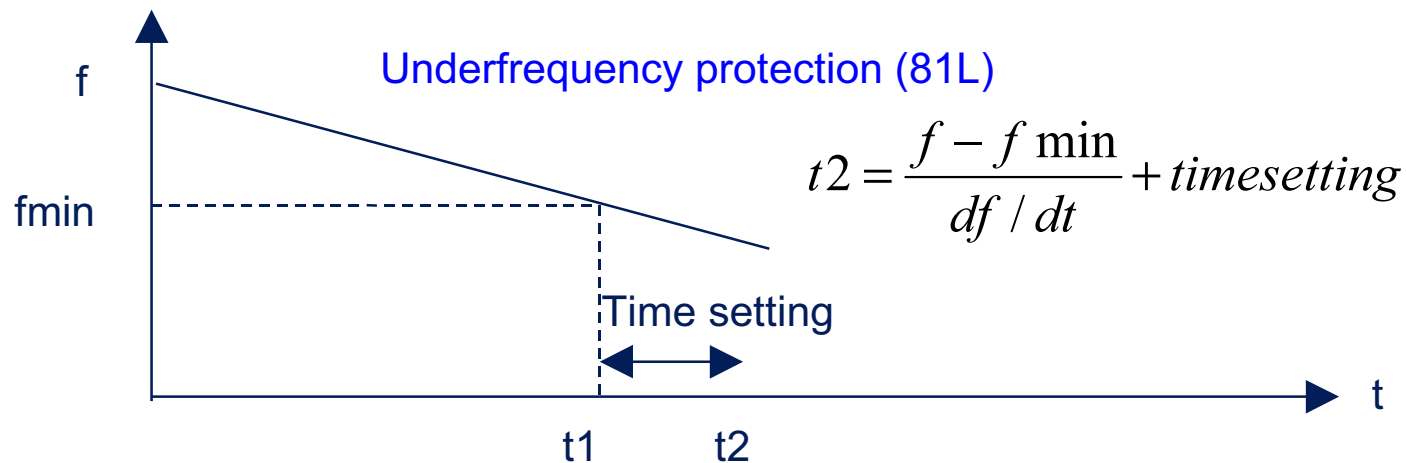 Underfrequency protection (81L)
f
t2 = (f − f min) / (df / dt) + timesetting
fmin
Time setting
t
t1 t2